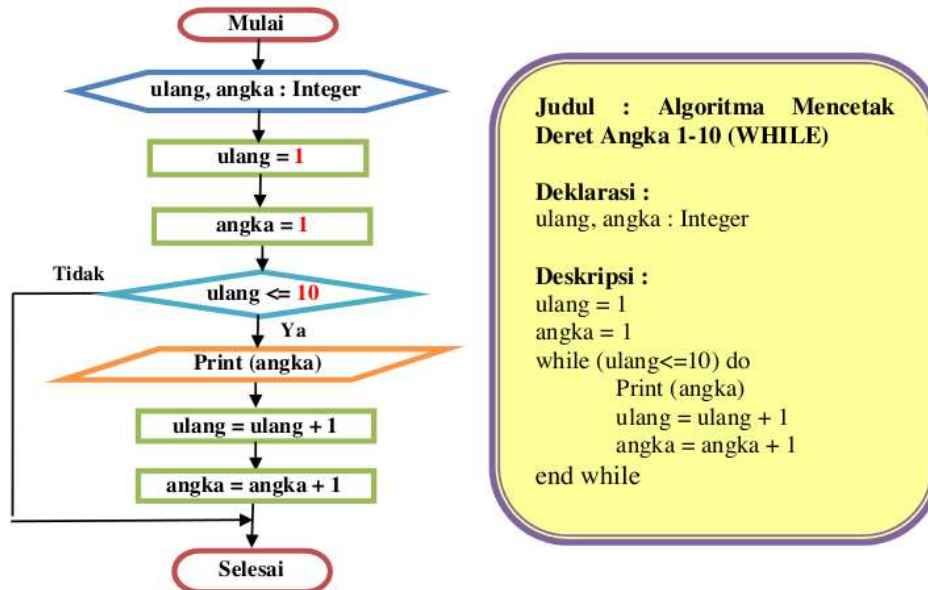 Mulai
ulang, angka : Integer
ulang = 1
angka = 1
Tidak
ulang <= 10
Ya
Print (angka)
ulang = ulang + 1
angka = angka + 1
Selesai
Judul : Algoritma Mencetak
Deret Angka 1-10 (WHILE)
Deklarasi :
ulang, angka : Integer
Deskripsi :
ulang = 1
angka = 1
while (ulang<=10) do
Print (angka)
ulang = ulang + 1
angka = angka + 1
end while